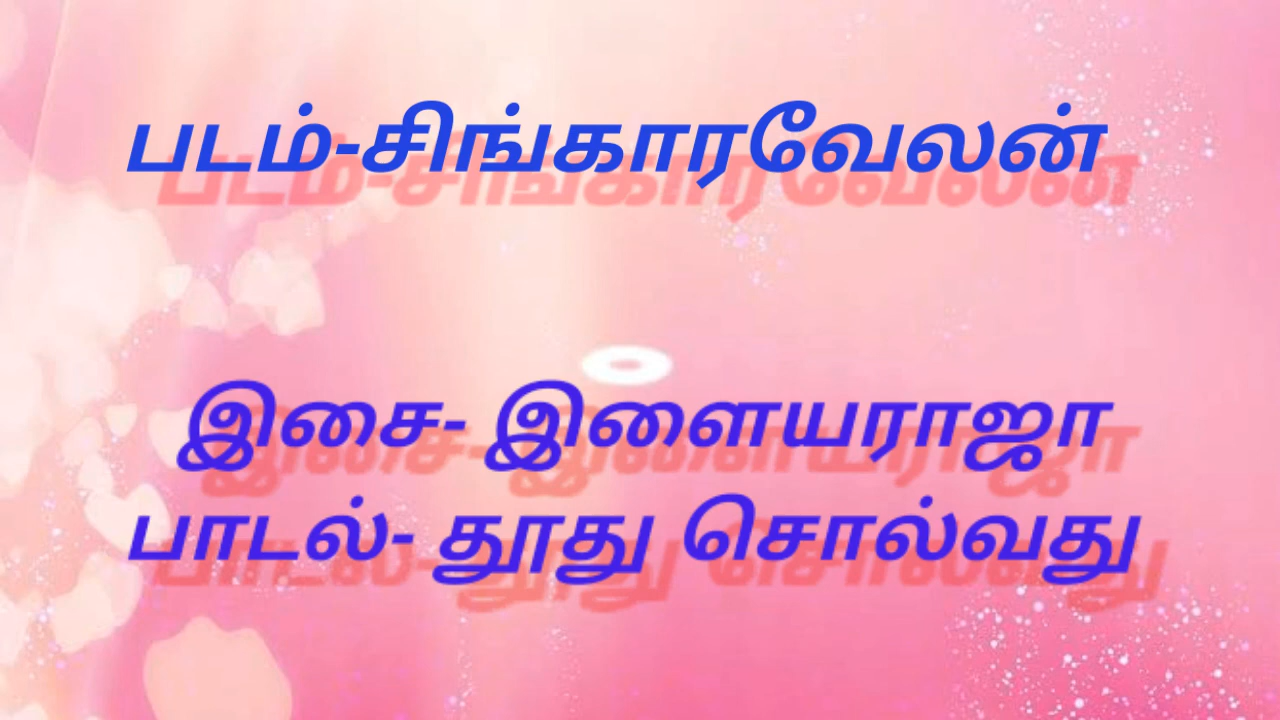 படம்-சிங்காரவேலன்
இசை- இளையராஜா
பாடல்- தூது சொல்வது